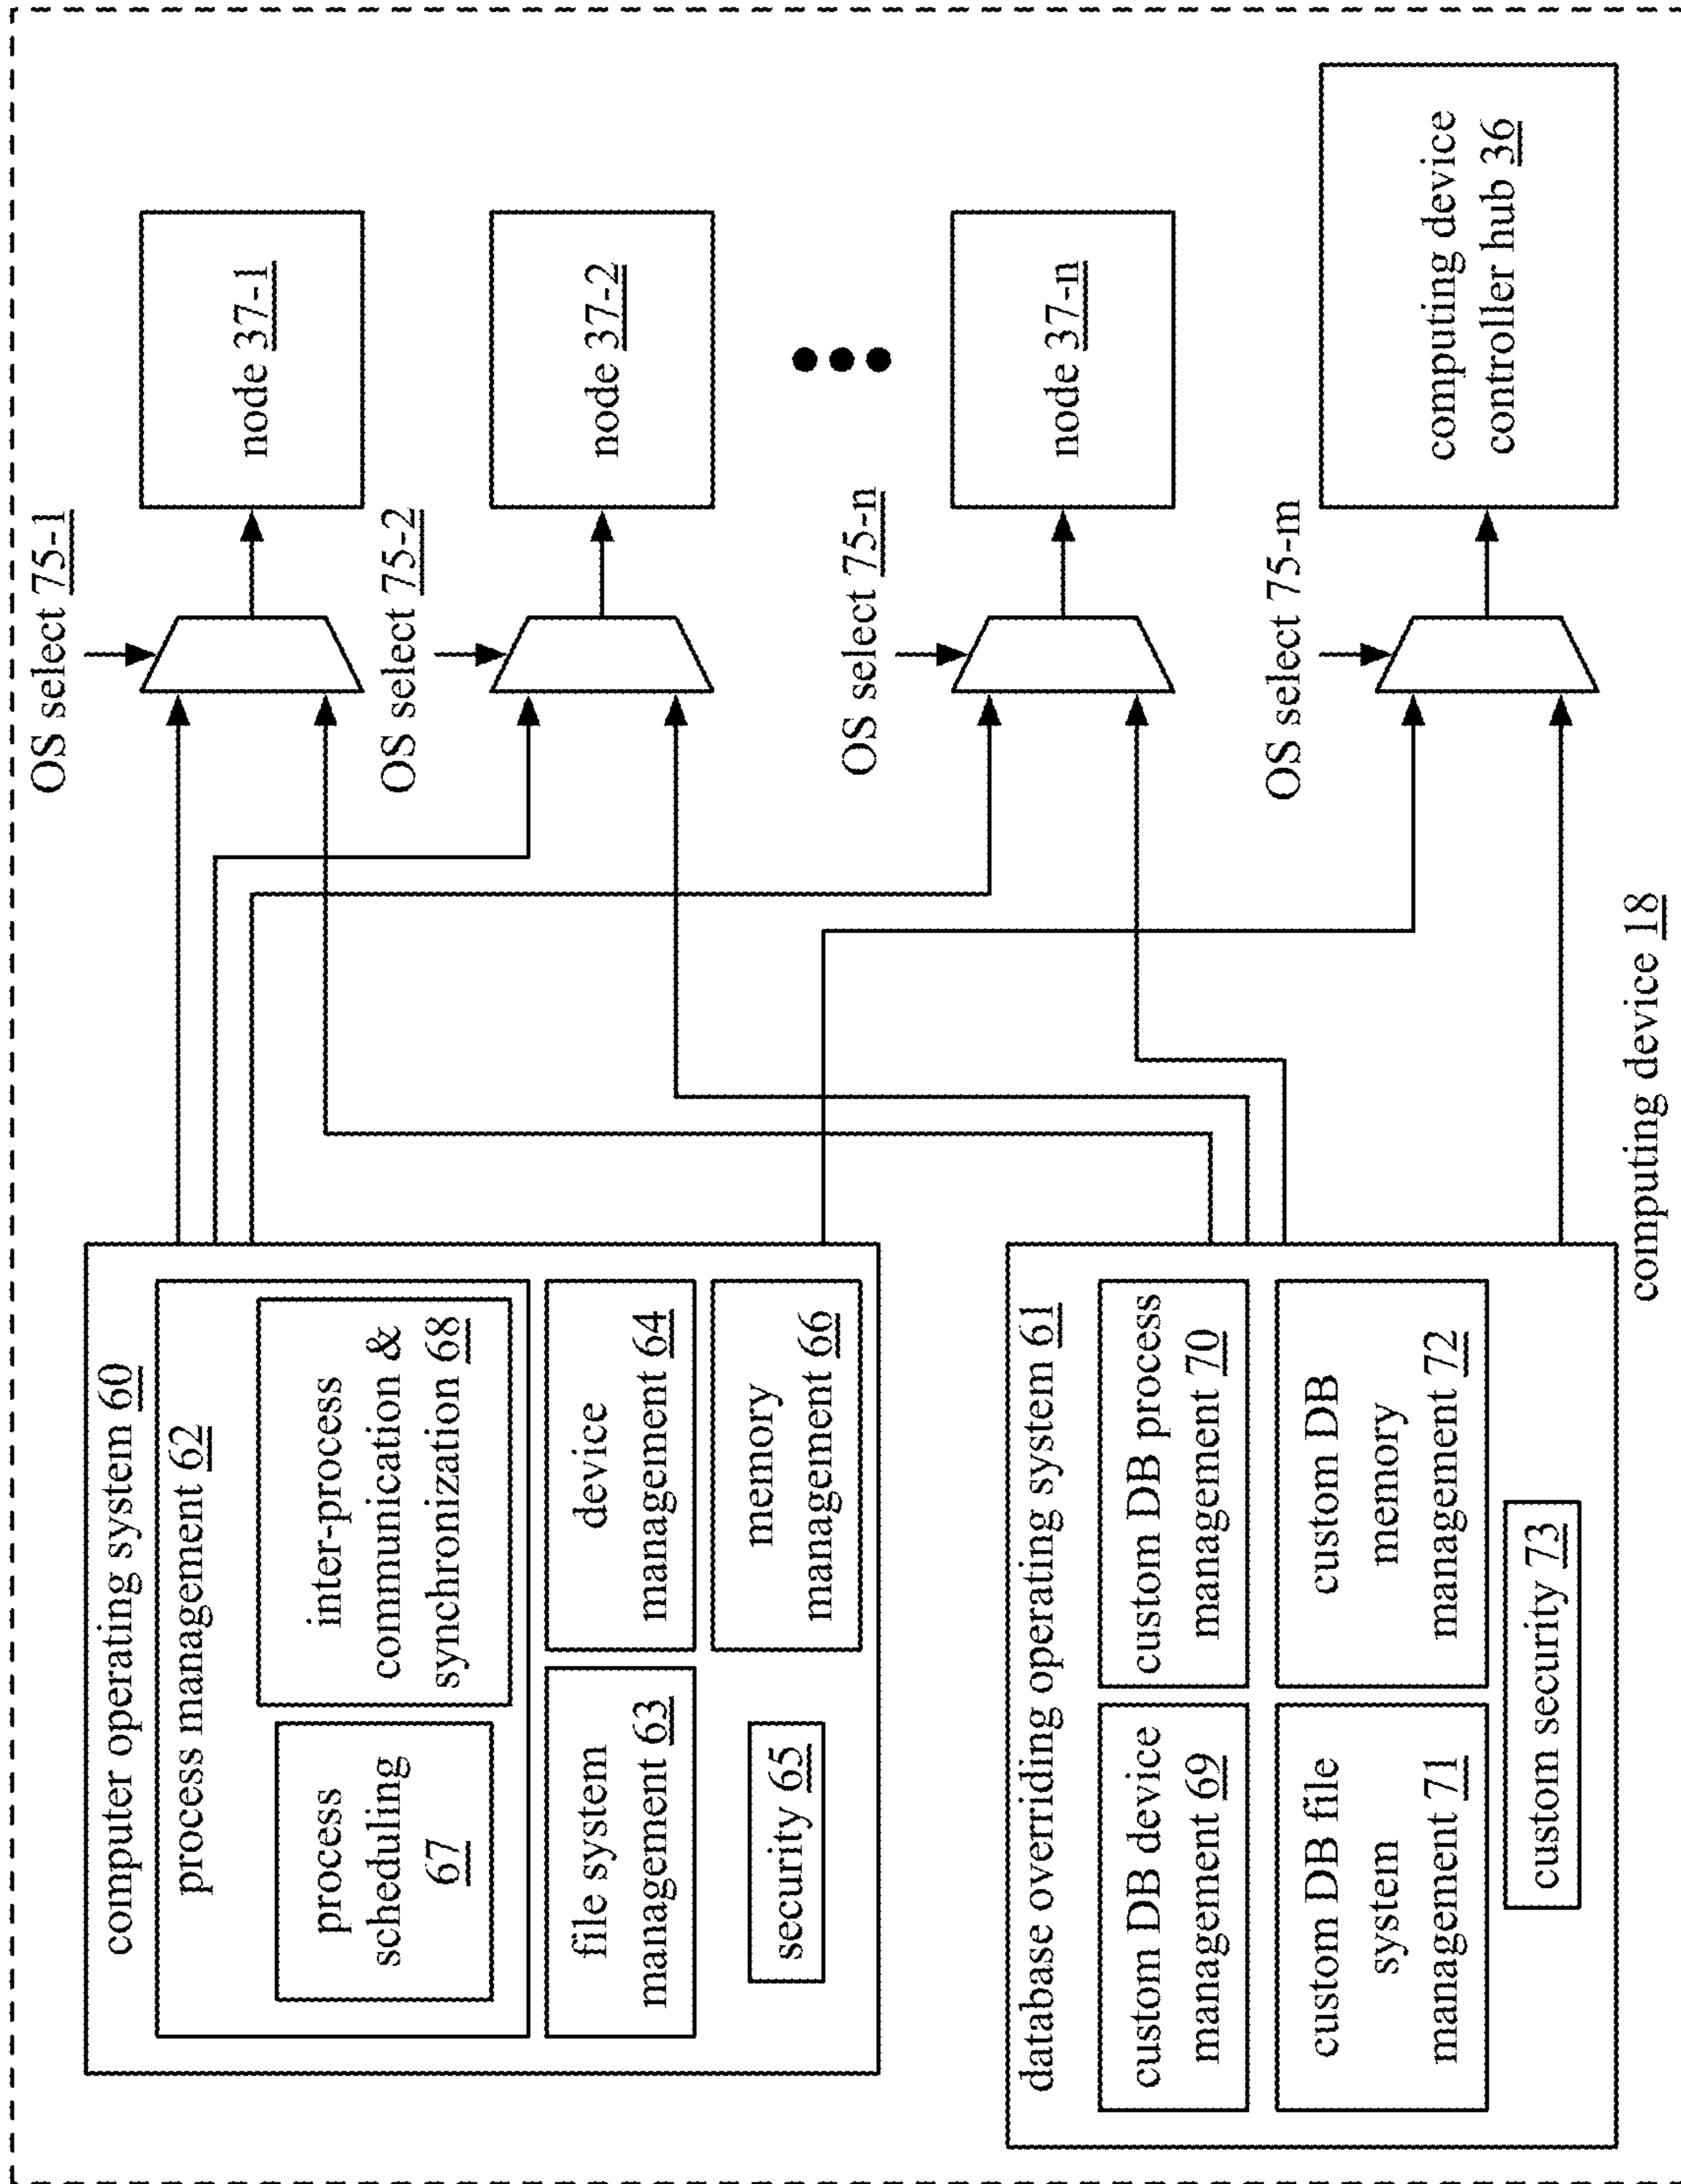 computer operating system 60
process management 62
process
scheduling
67
inter-process
communication &
synchronization 68
file system
management 63
device
management 64
security 65
memory
management 66
database overriding operating system 61
custom DB device
management 69
custom DB process
management 70
custom DB file
system
management 71
custom DB
memory
management 72
custom security 73
OS select 75-1
node 37-1
OS select 75-2
node 37-2
OS select 75-n
node 37-n
OS select 75-m
computing device
controller hub 36
computing device 18